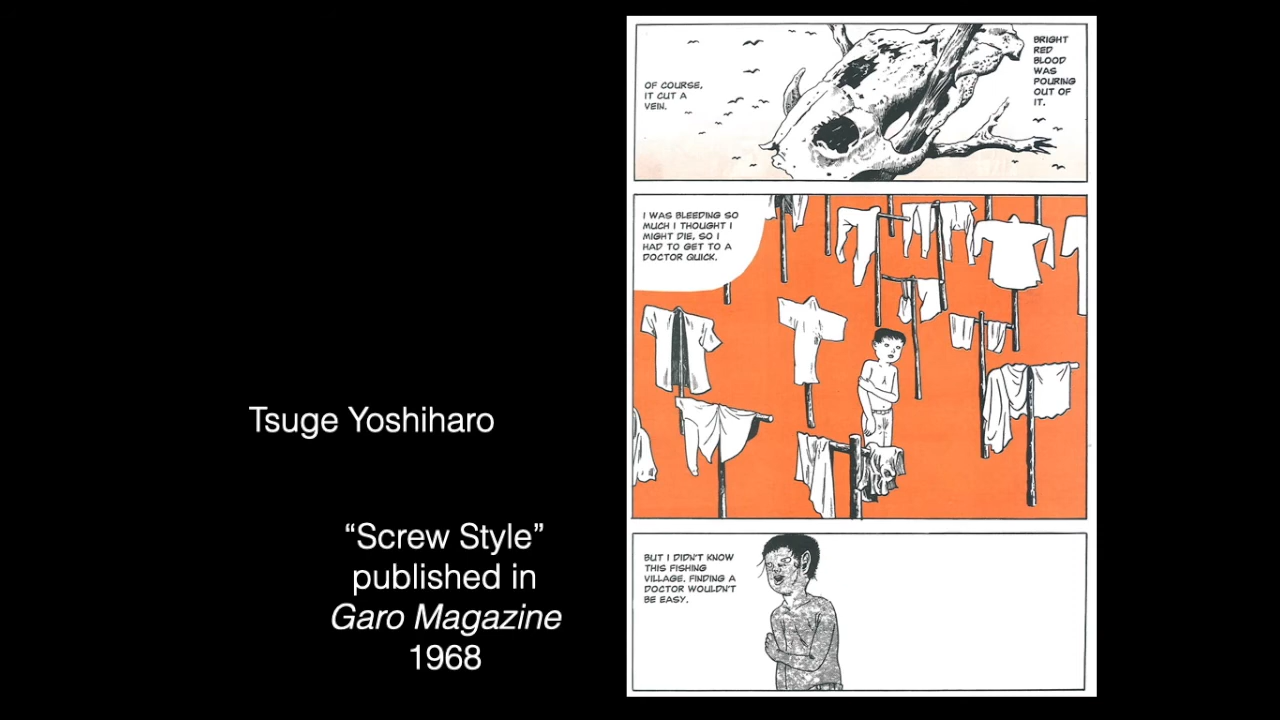 Tsuge Yoshiharo
“Screw Style”
published in
Garo Magazine
1968
OF COURSE,
IT CUT A
VEIN.
BRIGHT
RED
BLOOD
WAS
POURING
OUT OF
IT.
I WAS BLEEDING SO
MUCH I THOUGHT I
MIGHT DIE, SO I
HAD TO GET TO A
DOCTOR QUICK.
BUT I DIDN'T KNOW
THIS FISHING
VILLAGE. FINDING A
DOCTOR WOULDN'T
BE EASY.